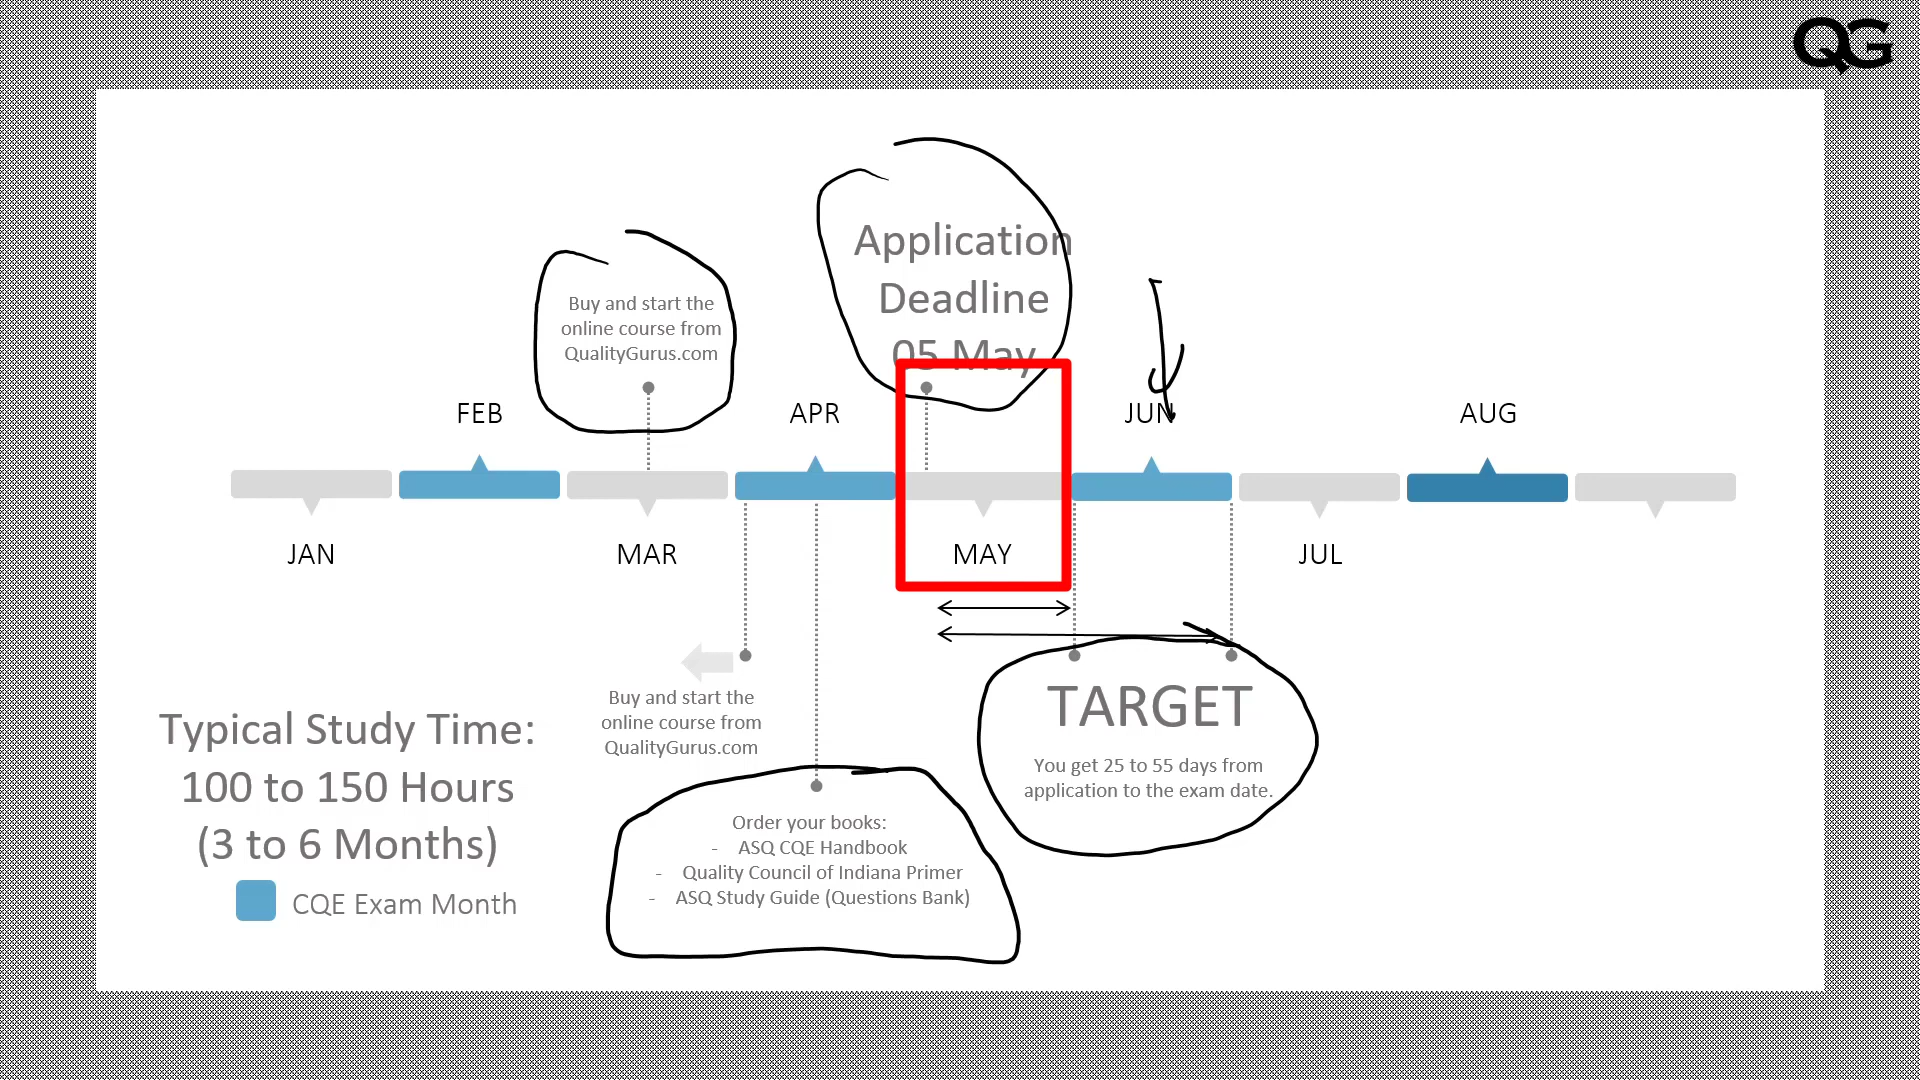 QG
Application
Deadline
05 May
Buy and start the
online course from
QualityGurus.com
FEB
APR
JUN
AUG
JAN
MAR
MAY
JUL
Buy and start the
online course from
QualityGurus.com
TARGET
You get 25 to 55 days from
application to the exam date.
Typical Study Time:
100 to 150 Hours
(3 to 6 Months)
CQE Exam Month
Order your books:
- ASQ CQE Handbook
- Quality Council of Indiana Primer
- ASQ Study Guide (Questions Bank)